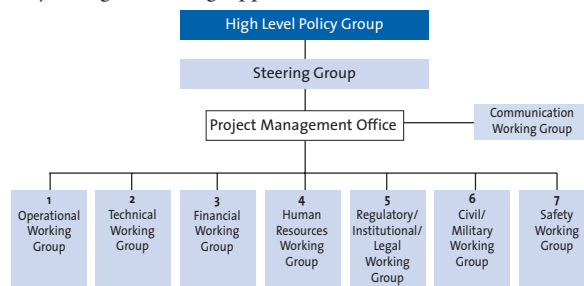 High Level Policy Group
Steering Group
Project Management Office
Communication
Working Group
1
Operational
Working
Group
2
Technical
Working
Group
3
Financial
Working
Group
4
Human
Resources
Working
Group
5
Regulatory/
Institutional/
Legal
Working
Group
6
Civil/
Military
Working
Group
7
Safety
Working
Group